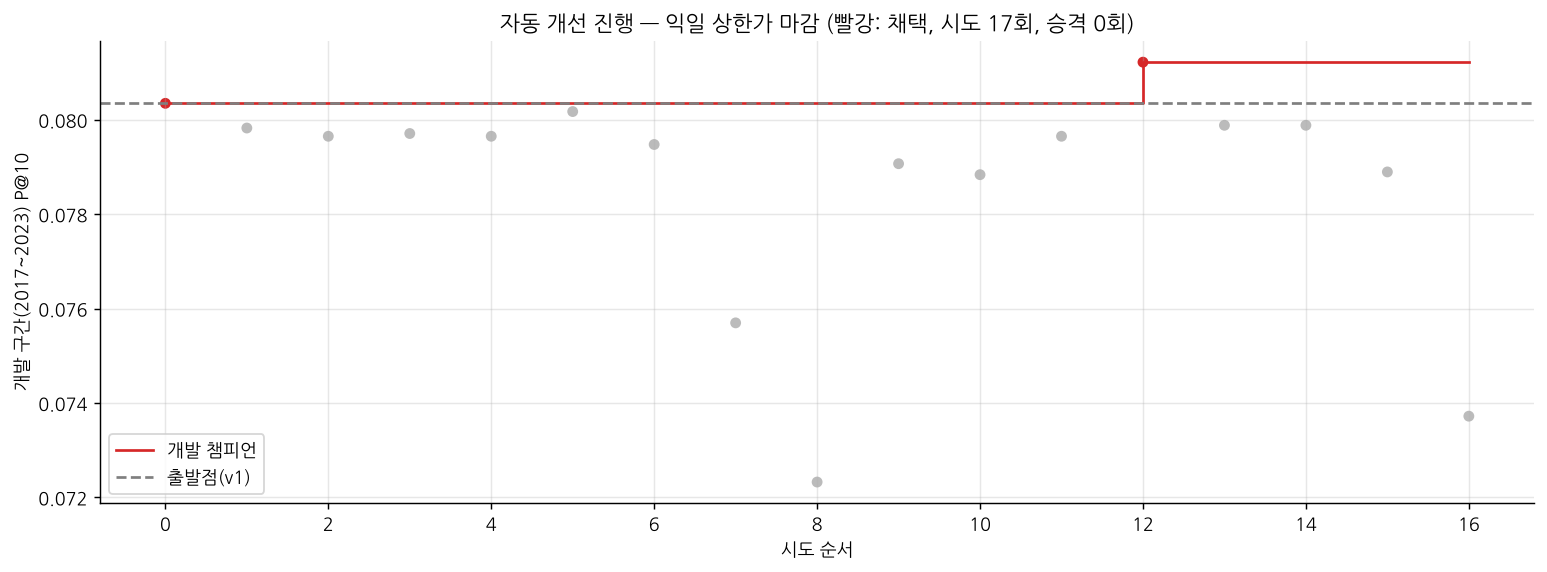 자동 개선 진행 — 익일 상한가 마감 (빨강: 채택, 시도 17회, 승격 0회)
개발 구간(2017~2023) P@10
0.080
0.078
0.076
0.074
0.072
개발 챔피언
출발점(v1)
0 2 4 6 8 10 12 14 16
시도 순서